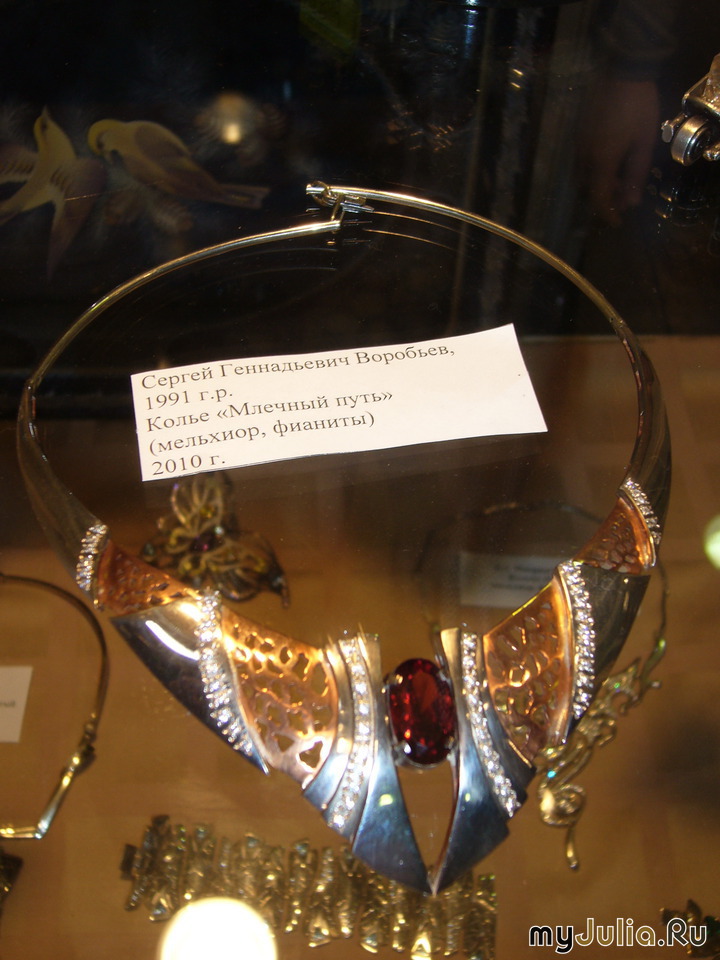 Сергей Геннадьевич Воробьев,
1991 г.р.
Колье «Млечный путь»
(мельхиор, фианиты)
2010 г.
myJulia.Ru